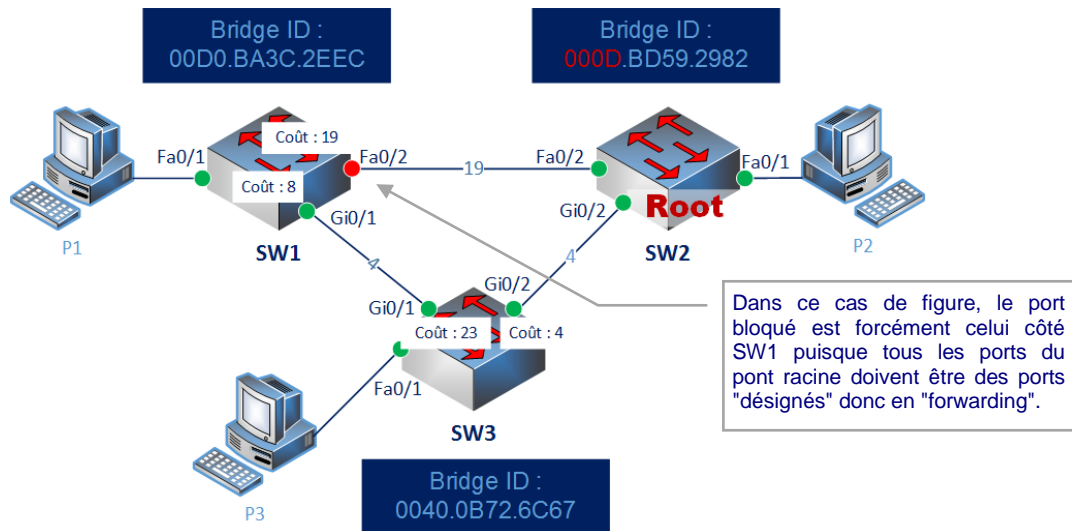 Bridge ID :
00D0.BA3C.2EEC
Bridge ID :
000D.BD59.2982
Coût : 19
Fa0/1
Fa0/2
19
Fa0/2
Fa0/1
Coût : 8
Gi0/1
Gi0/2
Root
P1
SW1
SW2
P2
4
4
Gi0/2
Gi0/1
Coût : 23
Coût : 4
Fa0/1
SW3
P3
Dans ce cas de figure, le port
bloqué est forcément celui côté
SW1 puisque tous les ports du
pont racine doivent être des ports
"désignés" donc en "forwarding".
Bridge ID :
0040.0B72.6C67